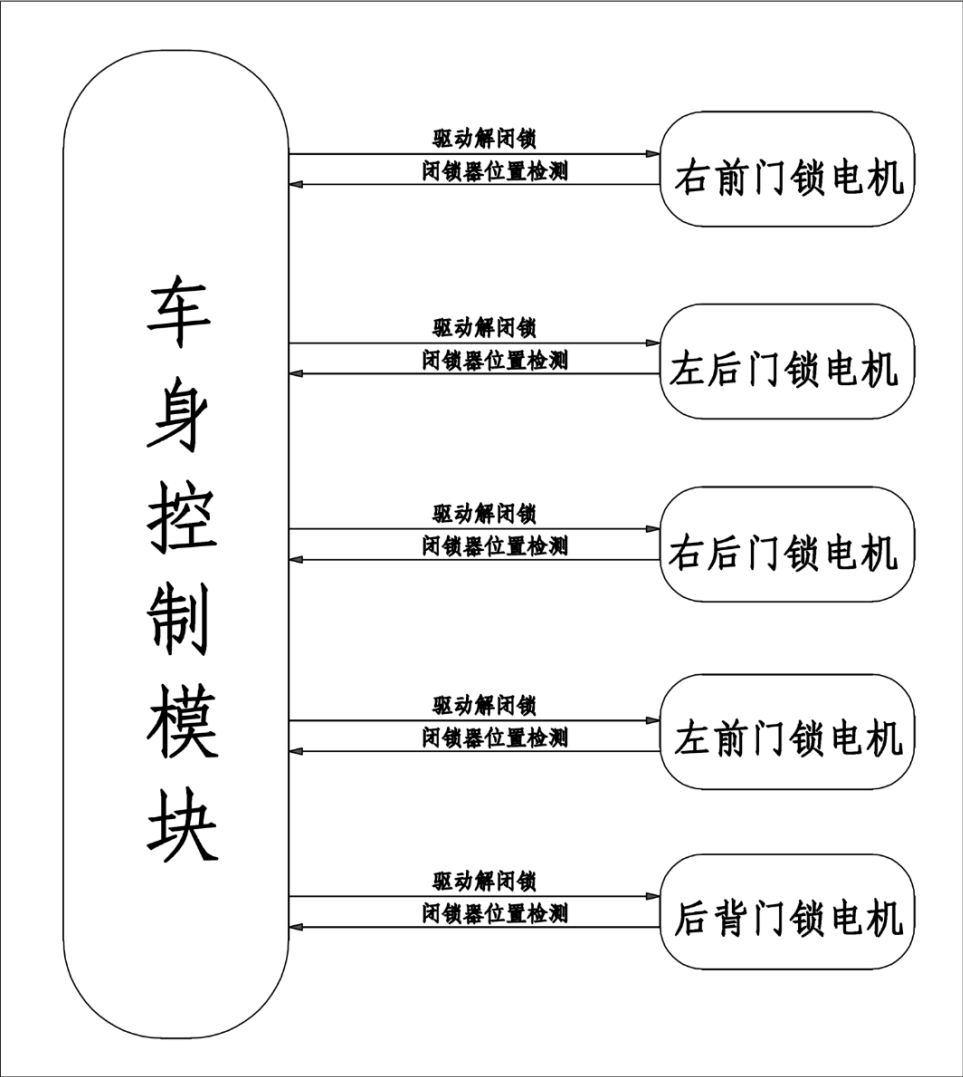 车身控制模块
驱动解闭锁
闭锁器位置检测
右前门锁电机
驱动解闭锁
闭锁器位置检测
左后门锁电机
驱动解闭锁
闭锁器位置检测
右后门锁电机
驱动解闭锁
闭锁器位置检测
左前门锁电机
驱动解闭锁
闭锁器位置检测
后背门锁电机